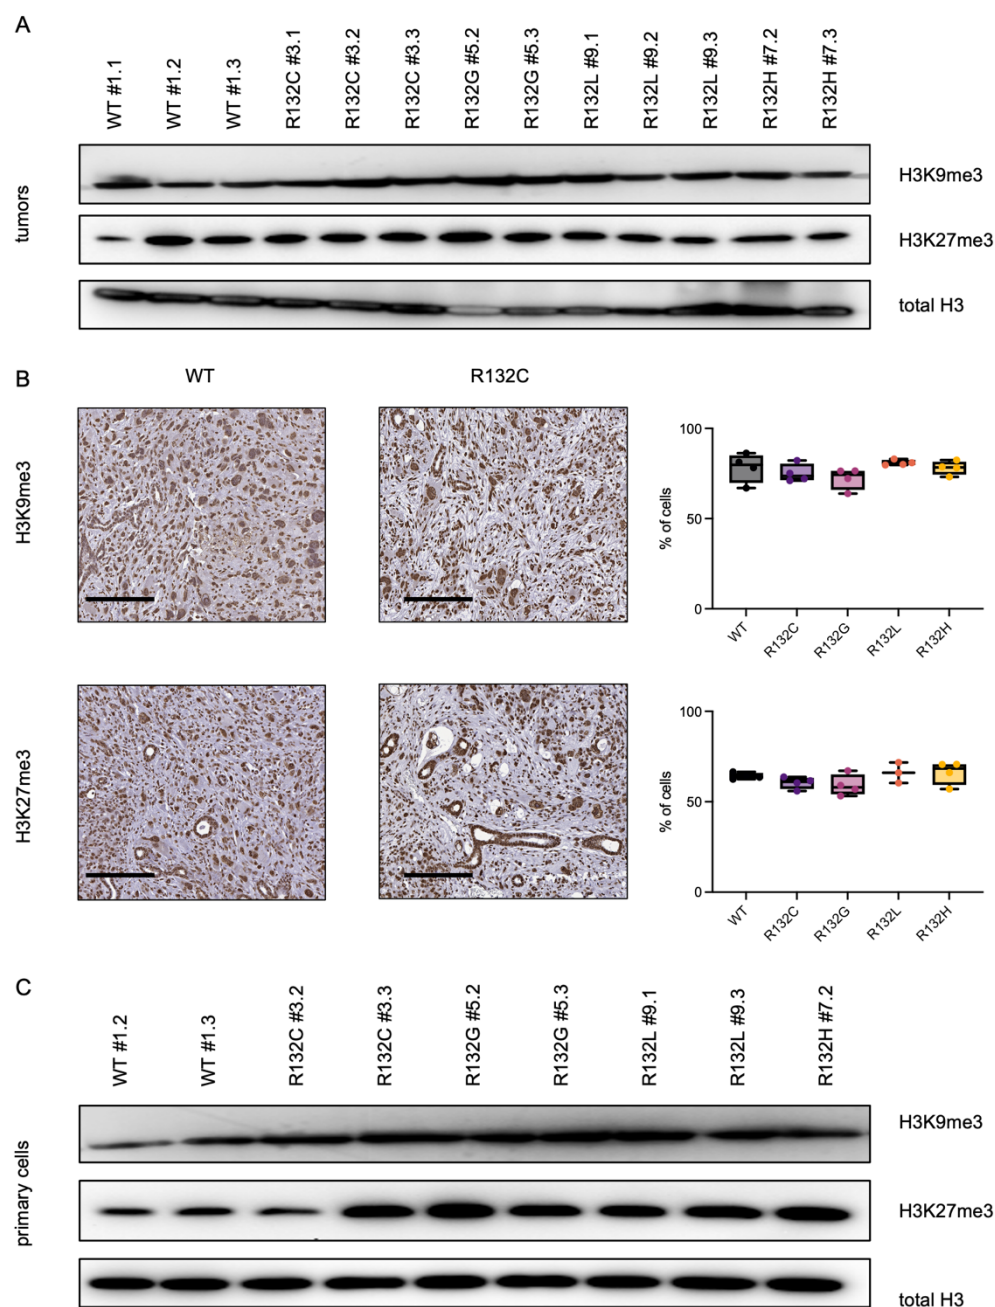 A
WT #1.1
WT #1.2
WT #1.3
R132C #3.1
R132C #3.2
R132C #3.3
R132G #5.2
R132G #5.3
R132L #9.1
R132L #9.2
R132L #9.3
R132H #7.2
R132H #7.3
tumors
H3K9me3
H3K27me3
total H3
B
WT
R132C
H3K9me3
% of cells
100
50
0
WT
R132C
R132G
R132L
R132H
H3K27me3
% of cells
100
50
0
WT
R132C
R132G
R132L
R132H
C
WT #1.2
WT #1.3
R132C #3.2
R132C #3.3
R132G #5.2
R132G #5.3
R132L #9.1
R132L #9.3
R132H #7.2
primary cells
H3K9me3
H3K27me3
total H3